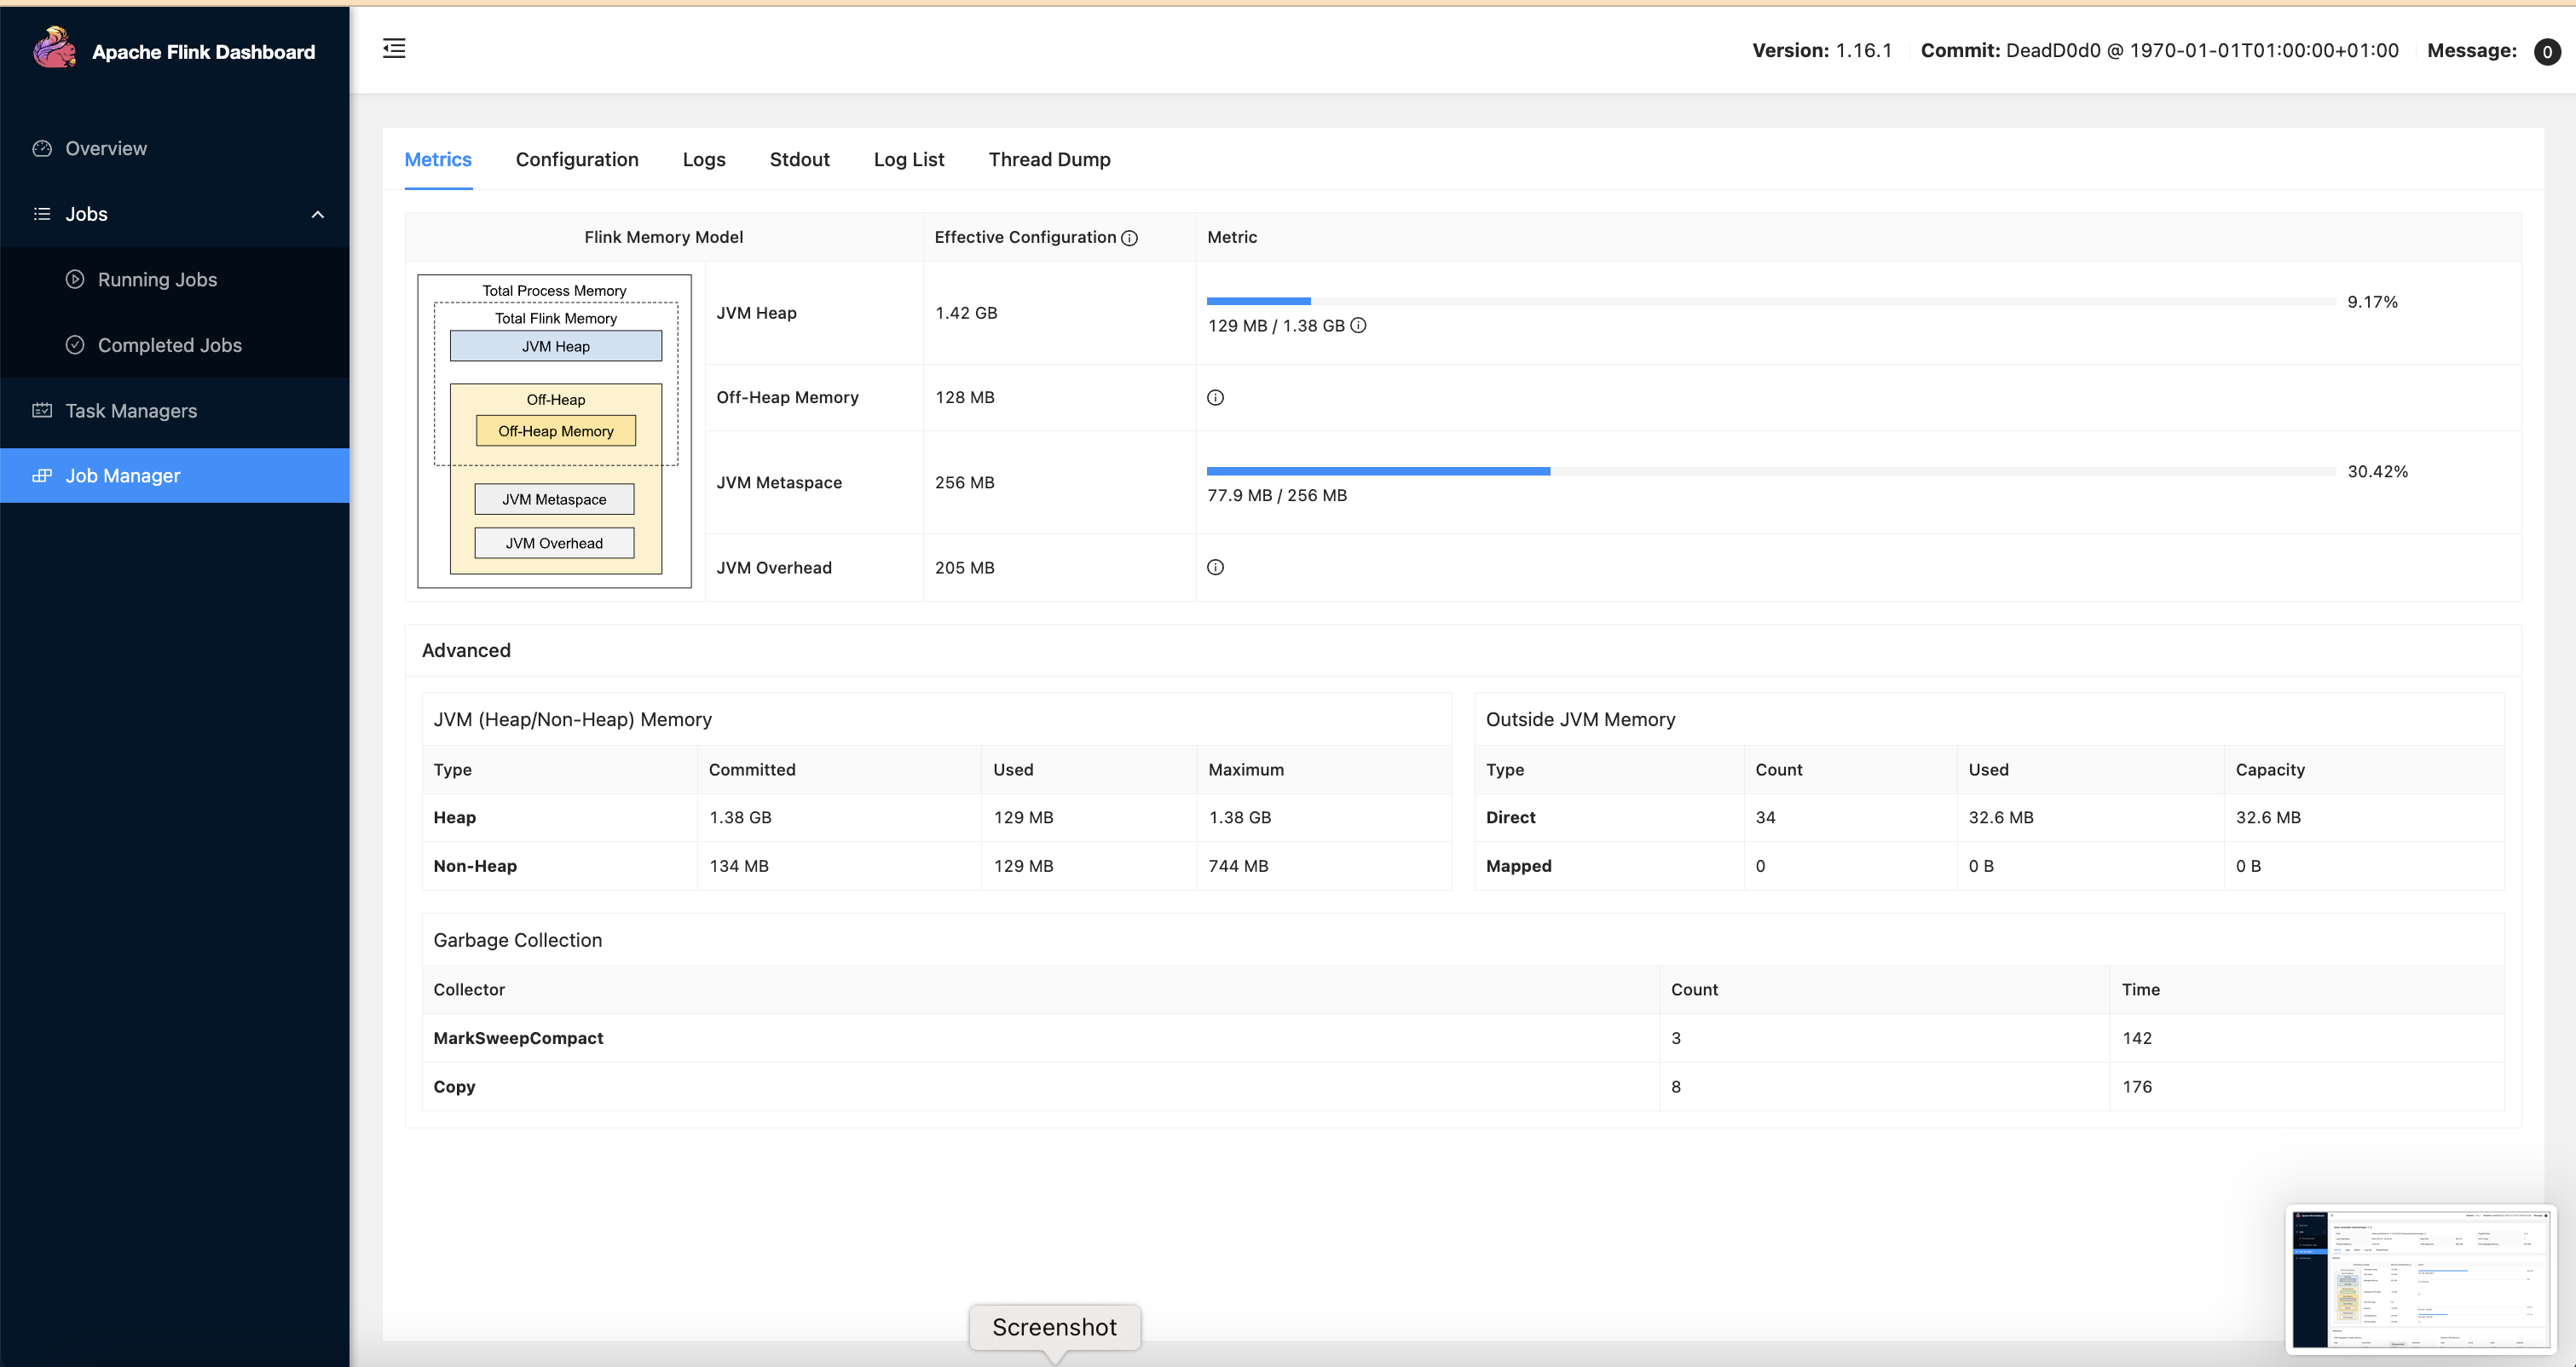 Apache Flink Dashboard
Version: 1.16.1 Commit: DeadD0d0 @ 1970-01-01T01:00:00+01:00 Message: 0
Overview
Jobs
Running Jobs
Completed Jobs
Task Managers
Job Manager
Metrics Configuration Logs Stdout Log List Thread Dump
Flink Memory Model Effective Configuration Metric
Total Process Memory
Total Flink Memory
JVM Heap
Off-Heap
Off-Heap Memory
JVM Metaspace
JVM Overhead
JVM Heap 1.42 GB 9.17%
129 MB / 1.38 GB
Off-Heap Memory 128 MB
JVM Metaspace 256 MB 30.42%
77.9 MB / 256 MB
JVM Overhead 205 MB
Advanced
JVM (Heap/Non-Heap) Memory
Type Committed Used Maximum
Heap 1.38 GB 129 MB 1.38 GB
Non-Heap 134 MB 129 MB 744 MB
Outside JVM Memory
Type Count Used Capacity
Direct 34 32.6 MB 32.6 MB
Mapped 0 0 B 0 B
Garbage Collection
Collector Count Time
MarkSweepCompact 3 142
Copy 8 176
Screenshot